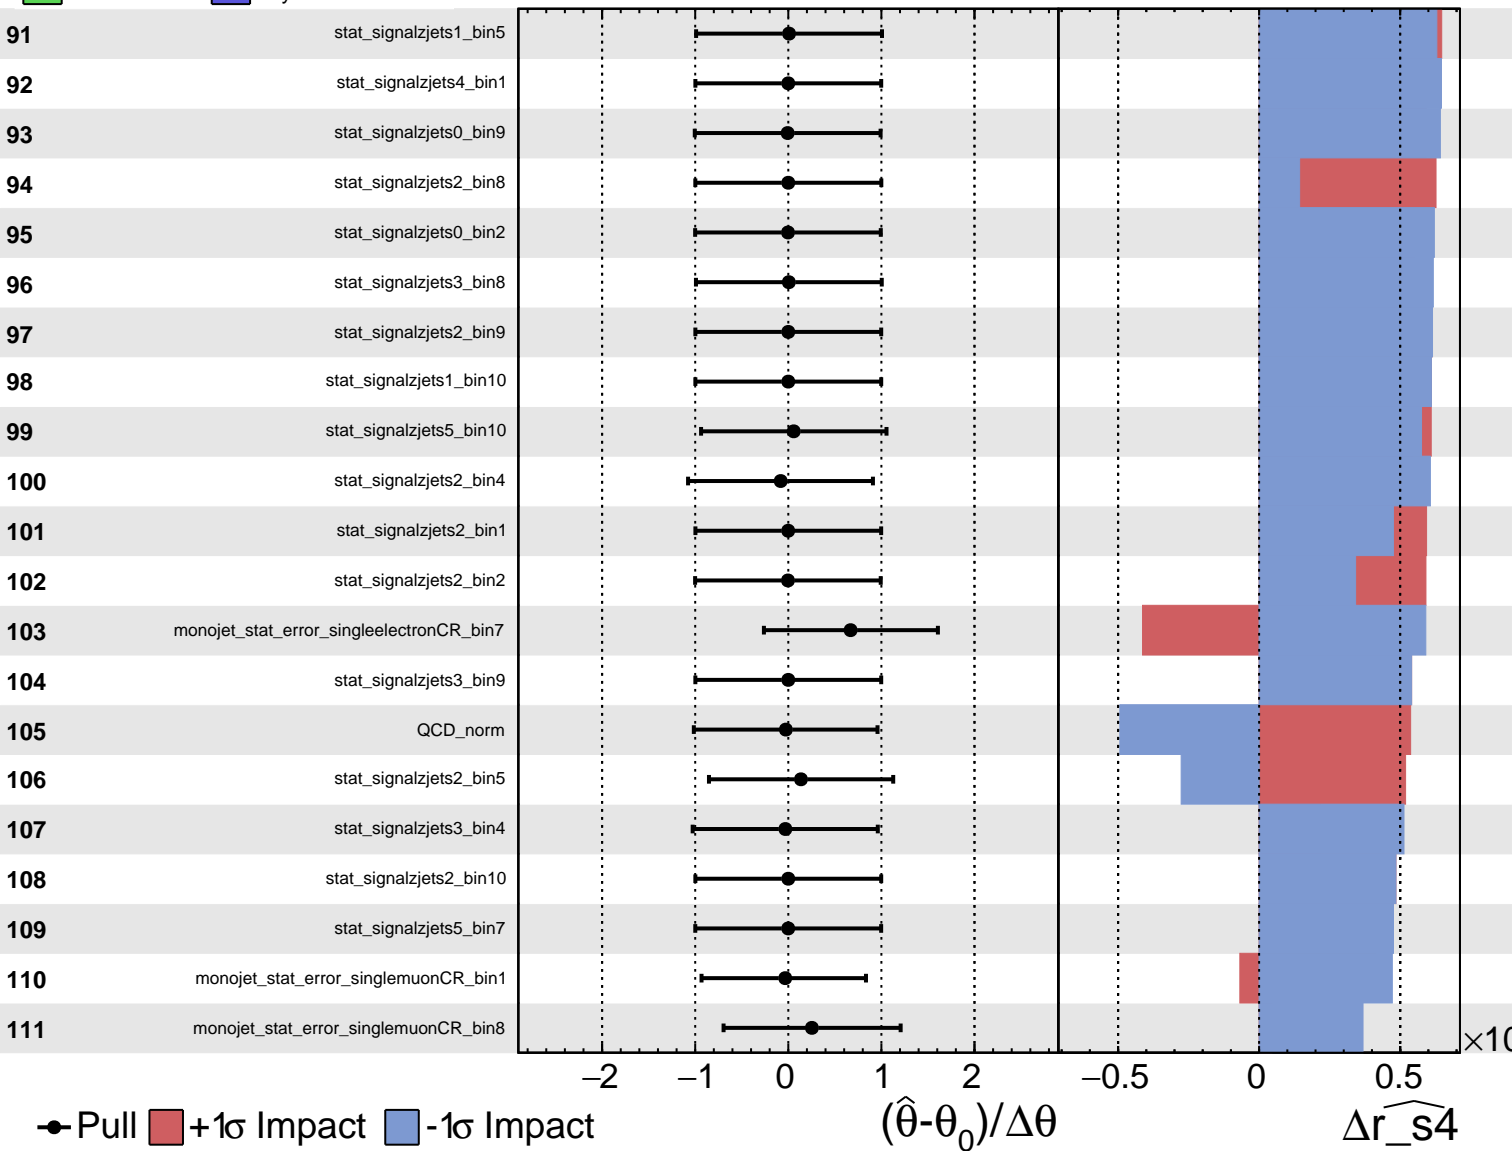 91 stat_signalzjets1_bin5
92 stat_signalzjets4_bin1
93 stat_signalzjets0_bin9
94 stat_signalzjets2_bin8
95 stat_signalzjets0_bin2
96 stat_signalzjets3_bin8
97 stat_signalzjets2_bin9
98 stat_signalzjets1_bin10
99 stat_signalzjets5_bin10
100 stat_signalzjets2_bin4
101 stat_signalzjets2_bin1
102 stat_signalzjets2_bin2
103 monojet_stat_error_singleelectronCR_bin7
104 stat_signalzjets3_bin9
105 QCD_norm
106 stat_signalzjets2_bin5
107 stat_signalzjets3_bin4
108 stat_signalzjets2_bin10
109 stat_signalzjets5_bin7
110 monojet_stat_error_singlemuonCR_bin1
111 monojet_stat_error_singlemuonCR_bin8
×10
−2 −1 0 1 2 −0.5 0 0.5
Pull +1σ Impact -1σ Impact (θ̂-θ₀)/Δθ Δr_s4